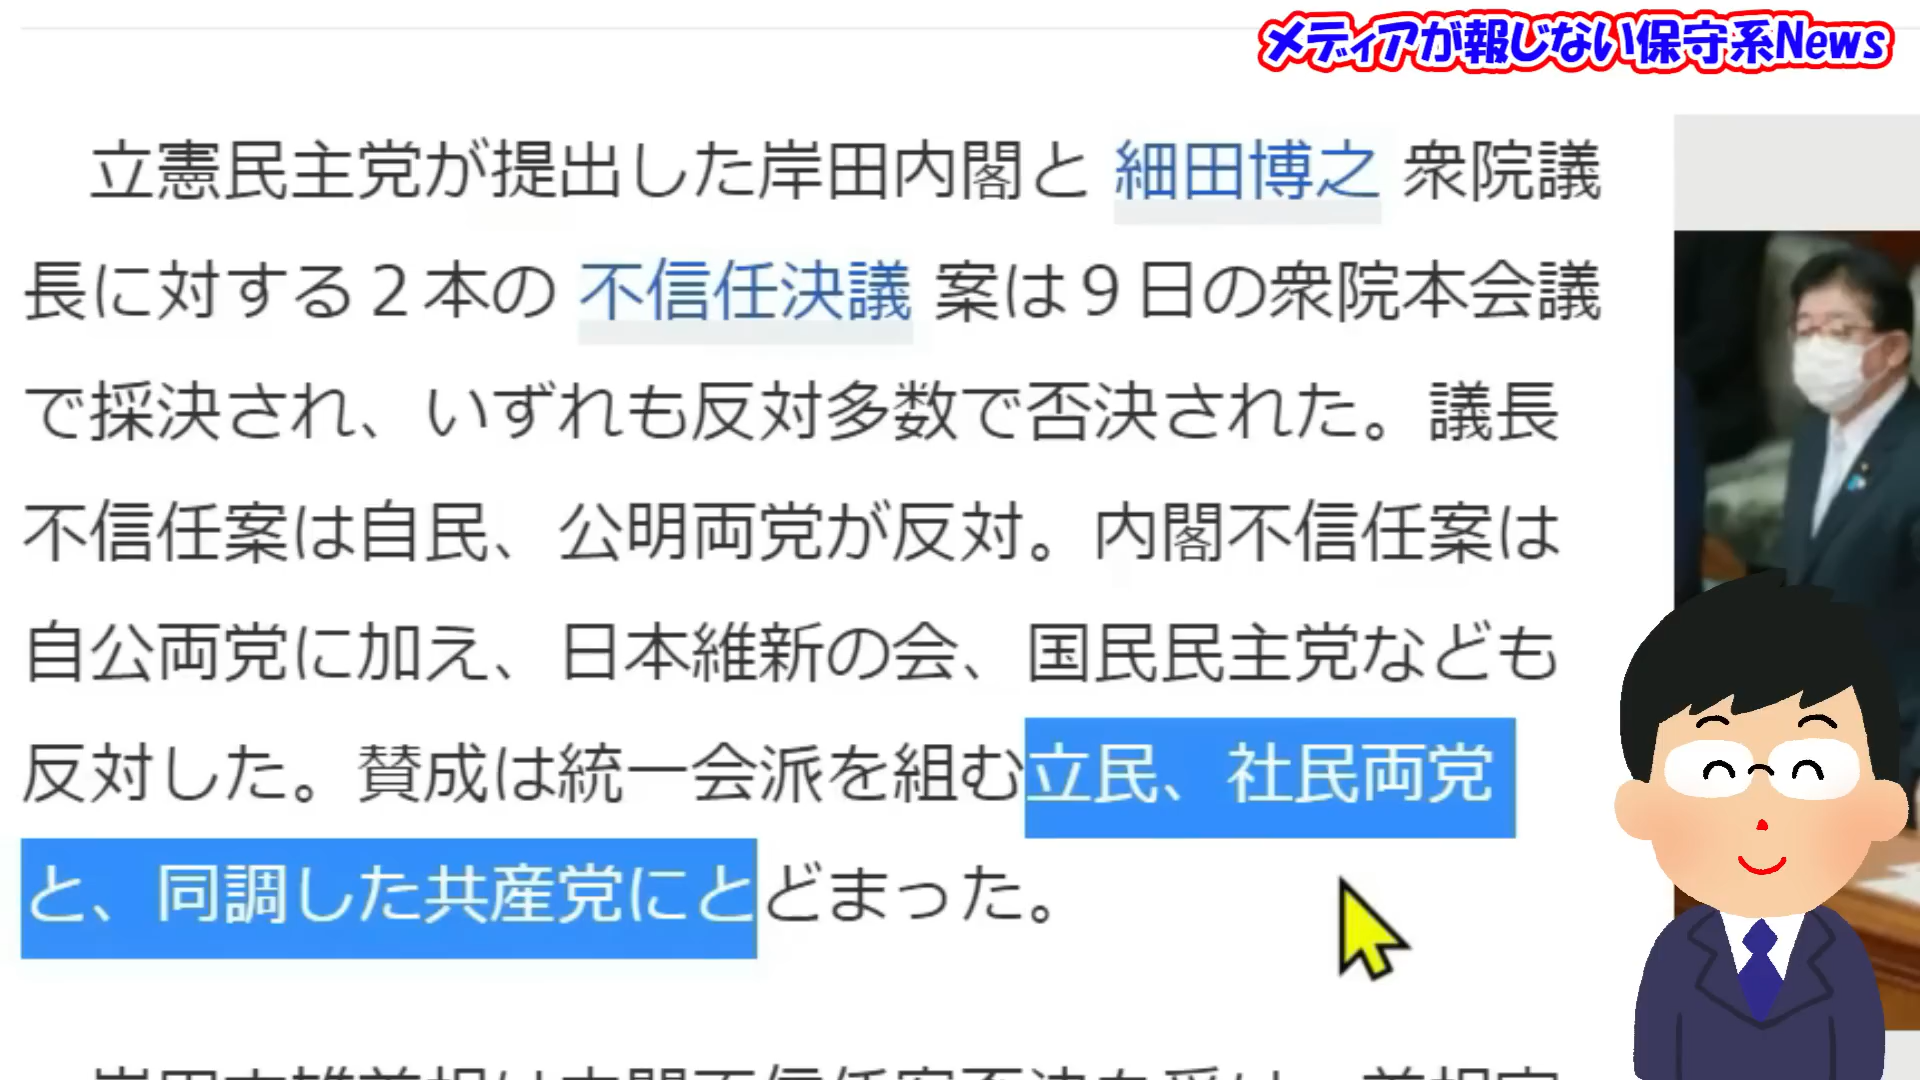 メディアが報じない保守系News
立憲民主党が提出した岸田内閣と 細田博之 衆院議
長に対する２本の 不信任決議 案は９日の衆院本会議
で採決され、いずれも反対多数で否決された。議長
不信任案は自民、公明両党が反対。内閣不信任案は
自公両党に加え、日本維新の会、国民民主党なども
反対した。賛成は統一会派を組む立民、社民両党
と、同調した共産党にとどまった。